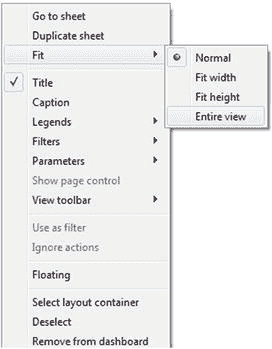 Go to sheet
Duplicate sheet
Fit
Normal
Fit width
Fit height
Entire view
Title
Caption
Legends
Filters
Parameters
Show page control
View toolbar
Use as filter
Ignore actions
Floating
Select layout container
Deselect
Remove from dashboard